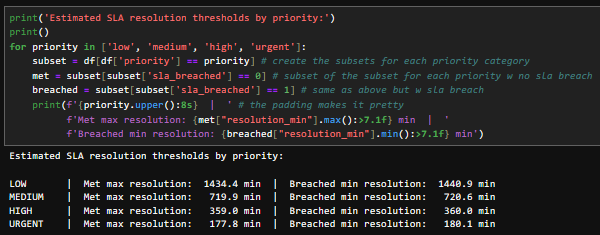 print('Estimated SLA resolution thresholds by priority:')
print()
for priority in ['low', 'medium', 'high', 'urgent']:
    subset = df[df['priority'] == priority] # create the subsets for each priority category
    met = subset[subset['sla_breached'] == 0] # subset of the subset for each priority w no sla breach
    breached = subset[subset['sla_breached'] == 1] # same as above but w sla breach
    print(f'{priority.upper():8s}  |  ' # the padding makes it pretty
          f'Met max resolution: {met["resolution_min"].max():>7.1f} min  |  '
          f'Breached min resolution: {breached["resolution_min"].min():>7.1f} min')
Estimated SLA resolution thresholds by priority:
LOW       |  Met max resolution:  1434.4 min  |  Breached min resolution:  1440.9 min
MEDIUM    |  Met max resolution:   719.9 min  |  Breached min resolution:   720.6 min
HIGH      |  Met max resolution:   359.0 min  |  Breached min resolution:   360.0 min
URGENT    |  Met max resolution:   177.8 min  |  Breached min resolution:   180.1 min